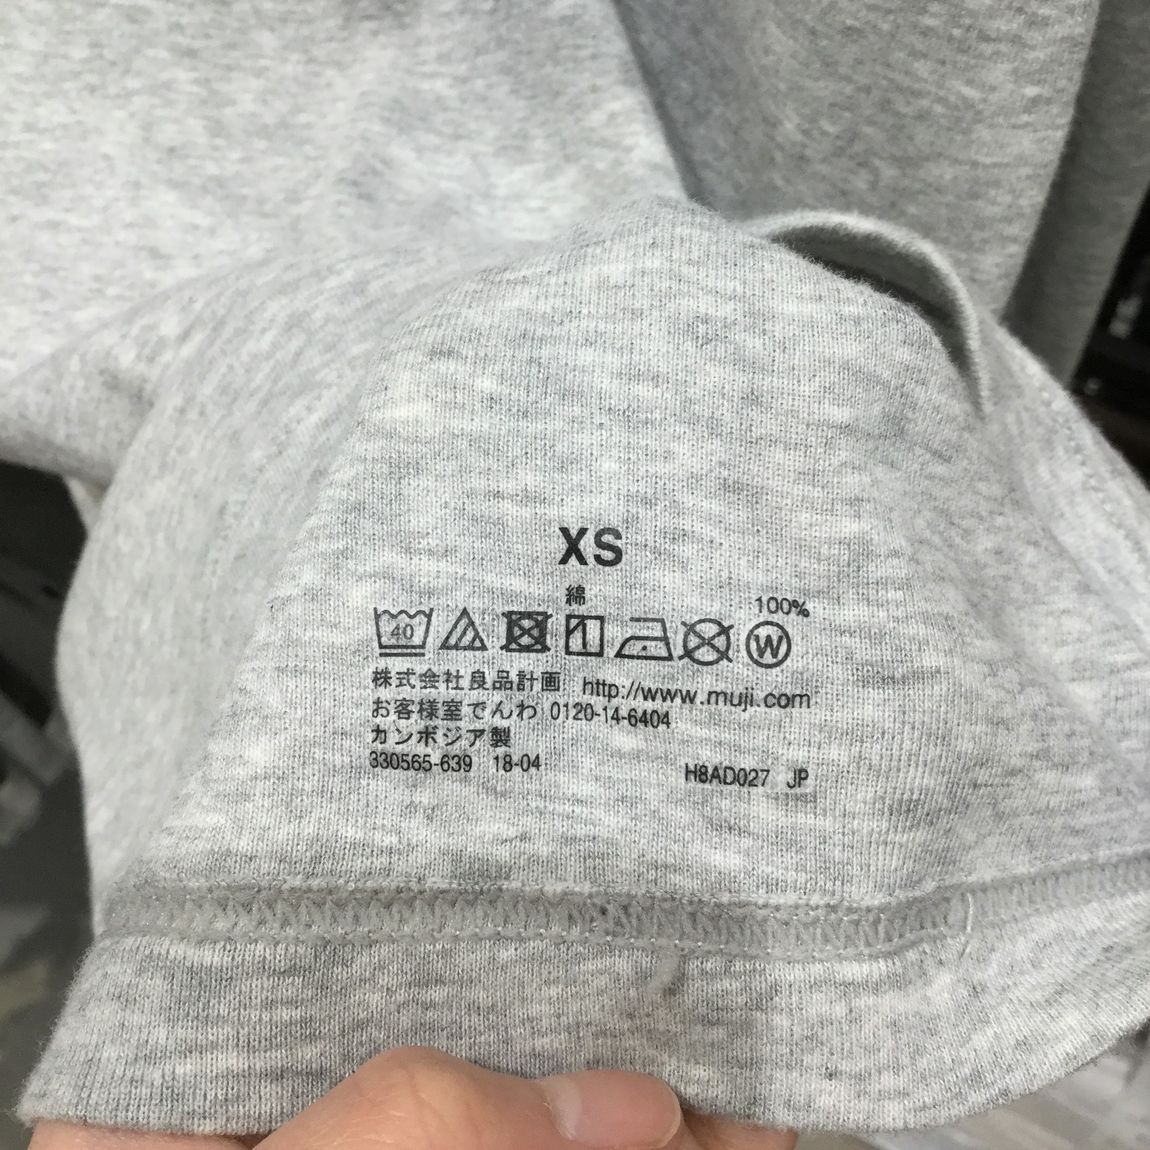 XS
綿 100%
40 W
株式会社良品計画 http://www.muji.com
お客様室でんわ 0120-14-6404
カンボジア製
330565-639 18-04 H8AD027 JP